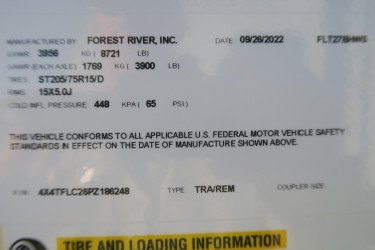 MANUFACTURED BY: FOREST RIVER, INC. DATE: 09/26/2022
GVWR: 3956 KG ( 8721 LB)
GAWR (EACH AXLE) 1769 KG ( 3900 LB)
TIRES: ST205/75R15/D
RIMS: 15X5.0J
COLD INFL PRESSURE: 448 KPA ( 65 PSI)
THIS VEHICLE CONFORMS TO ALL APPLICABLE U.S. FEDERAL MOTOR VEHICLE SAFETY
STANDARDS IN EFFECT ON THE DATE OF MANUFACTURE SHOWN ABOVE.
4X4TFLC26PZ186248 TYPE: TRA/REM COUPLER SIZE
TIRE AND LOADING INFORMATION